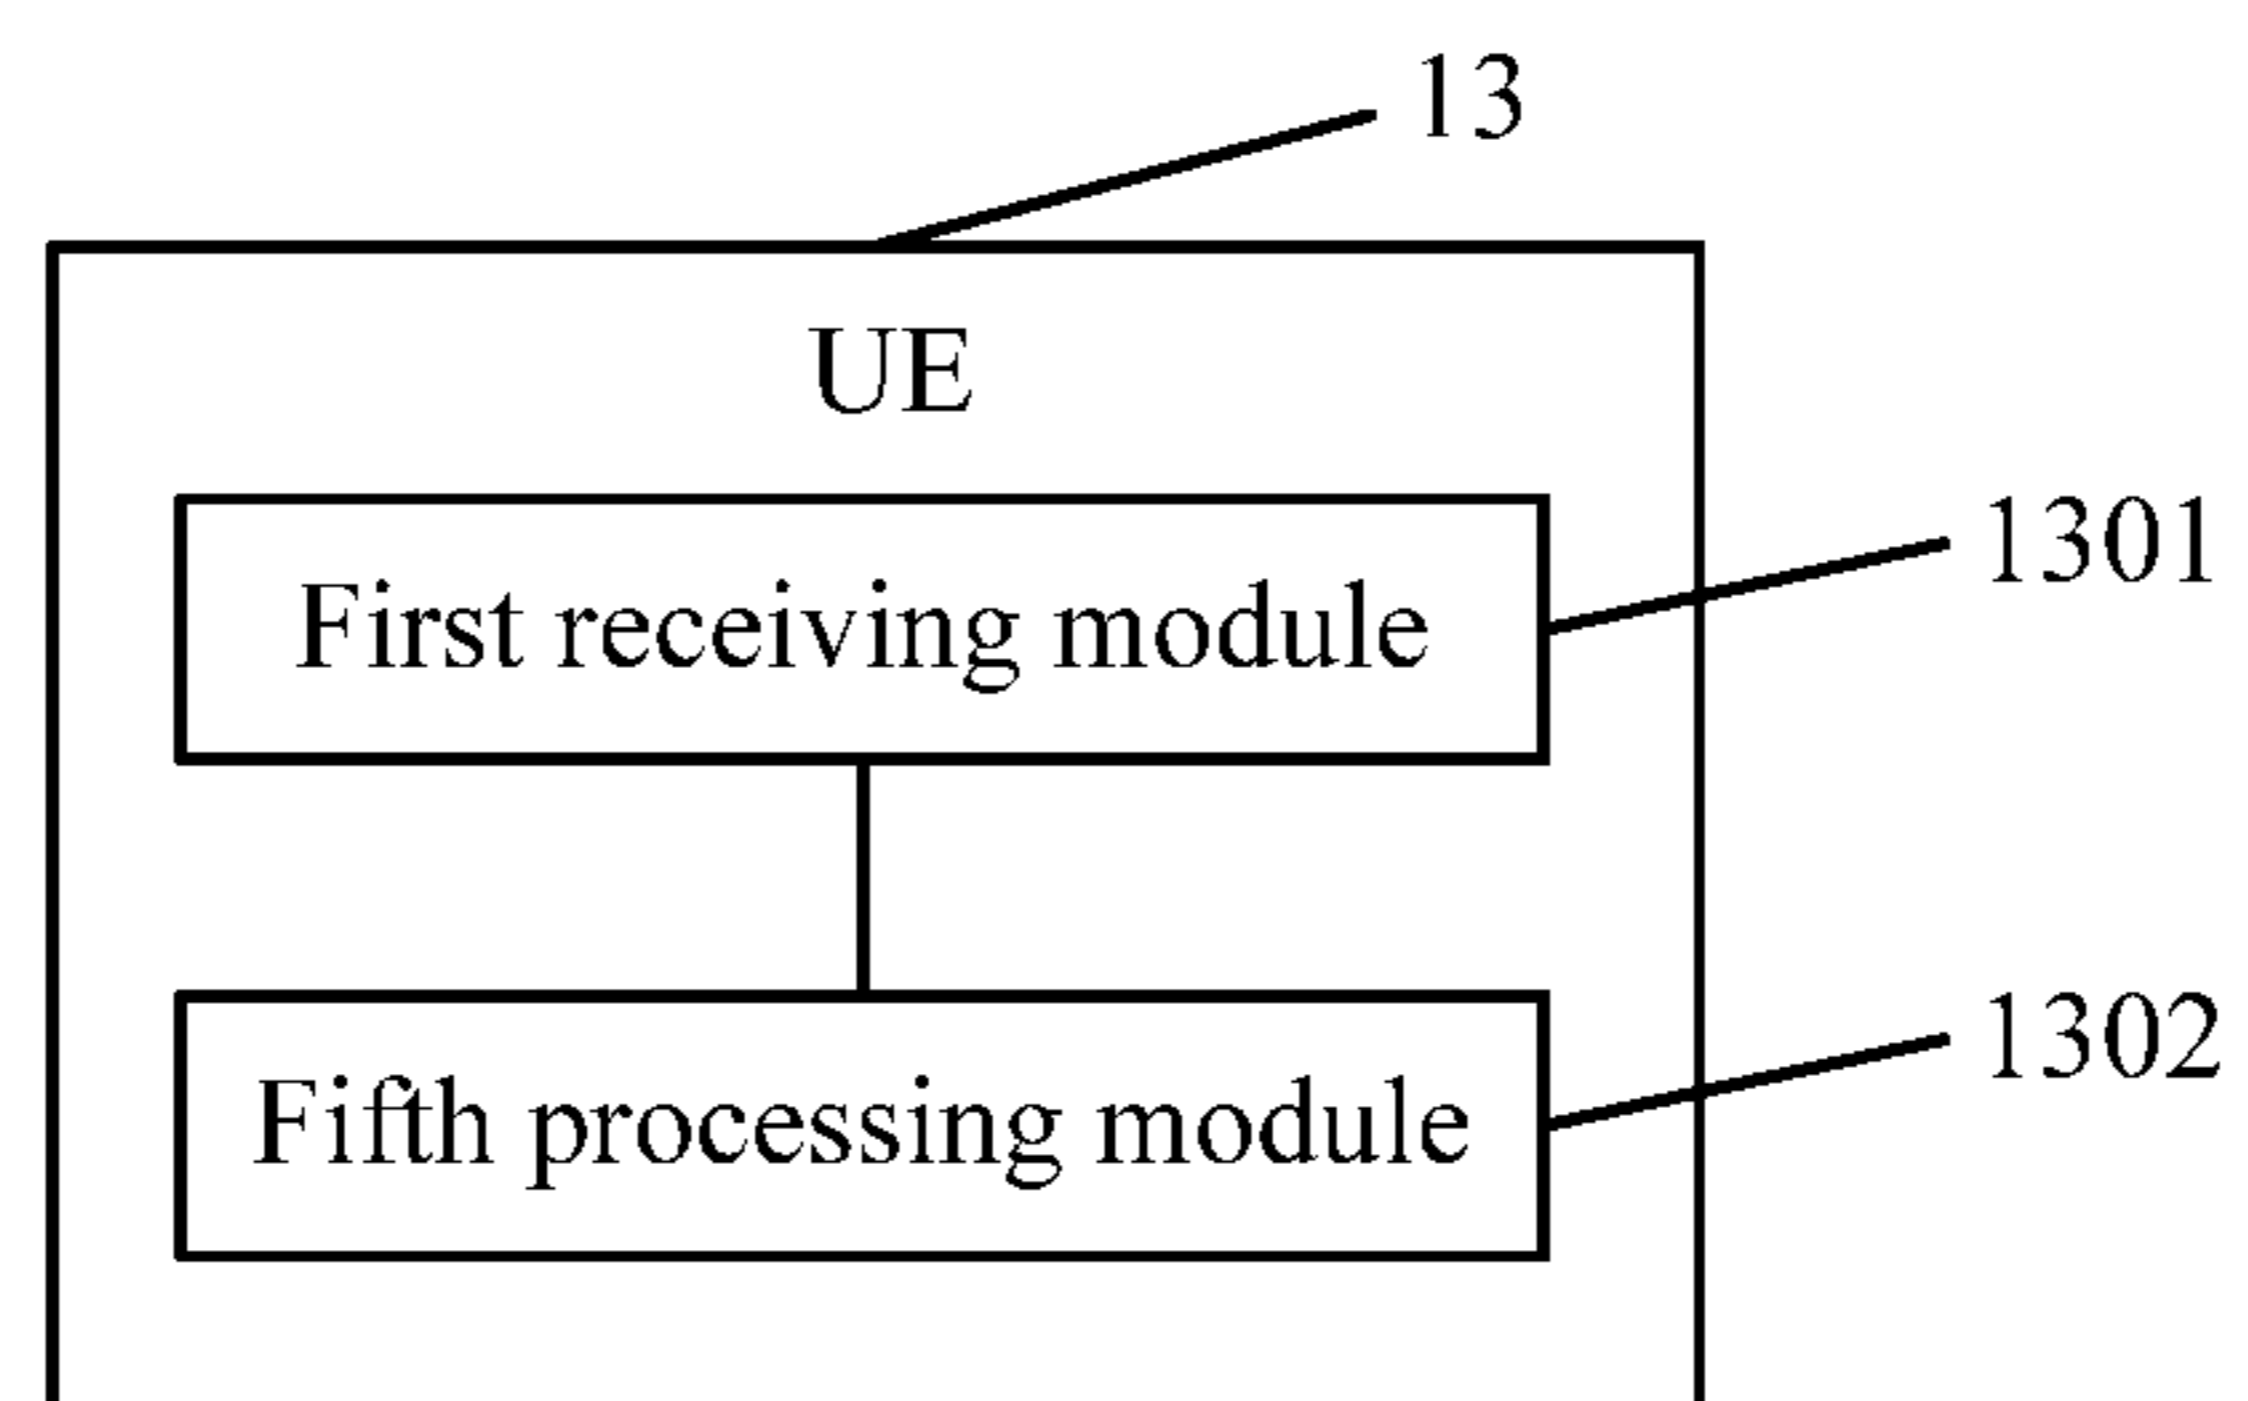 13
UE
1301
First receiving module
1302
Fifth processing module